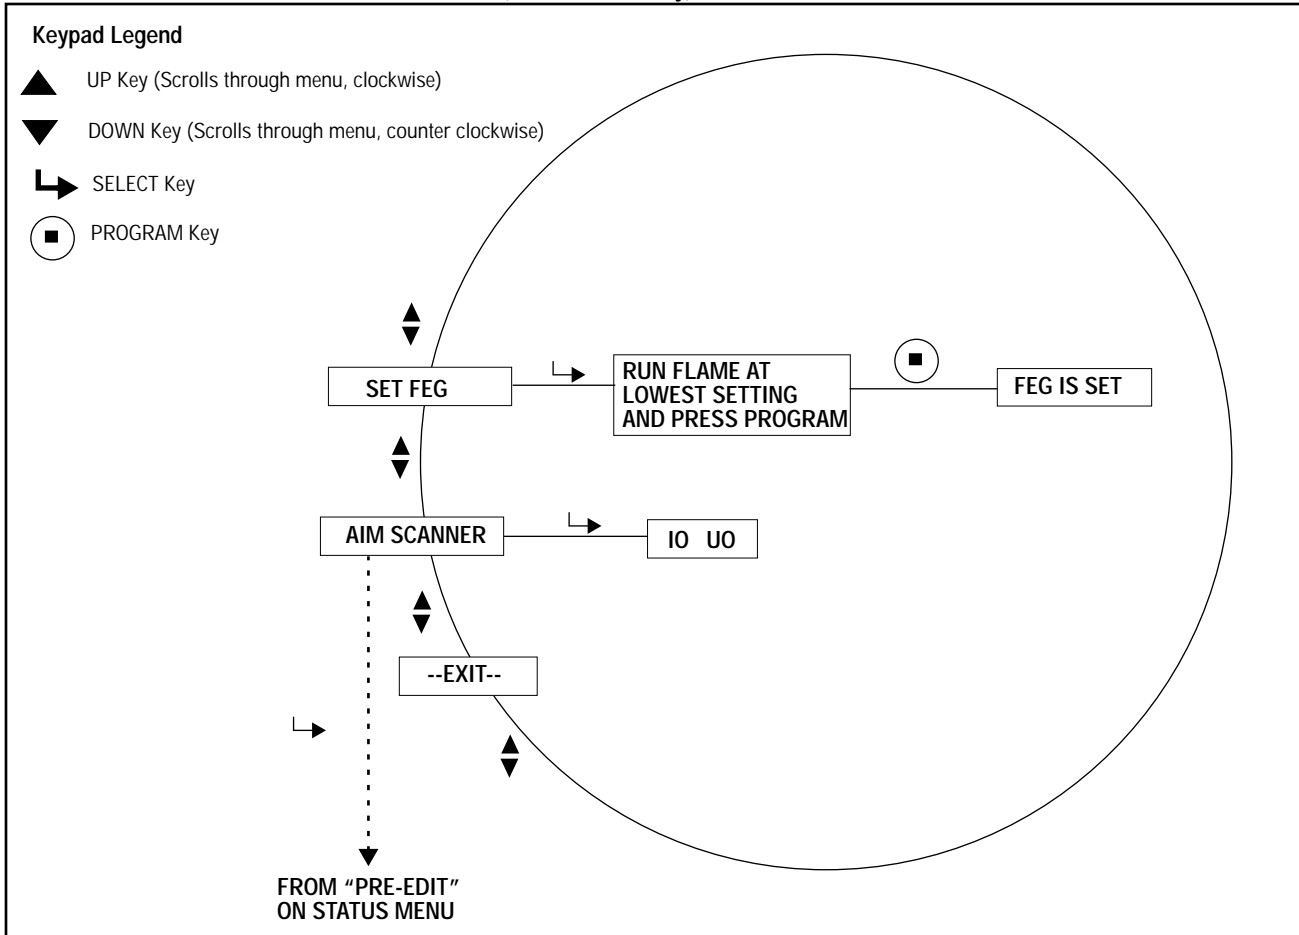 Keypad Legend
UP Key (Scrolls through menu, clockwise)
DOWN Key (Scrolls through menu, counter clockwise)
SELECT Key
PROGRAM Key
SET FEG
RUN FLAME AT
LOWEST SETTING
AND PRESS PROGRAM
FEG IS SET
AIM SCANNER
IO UO
--EXIT--
FROM “PRE-EDIT”
ON STATUS MENU